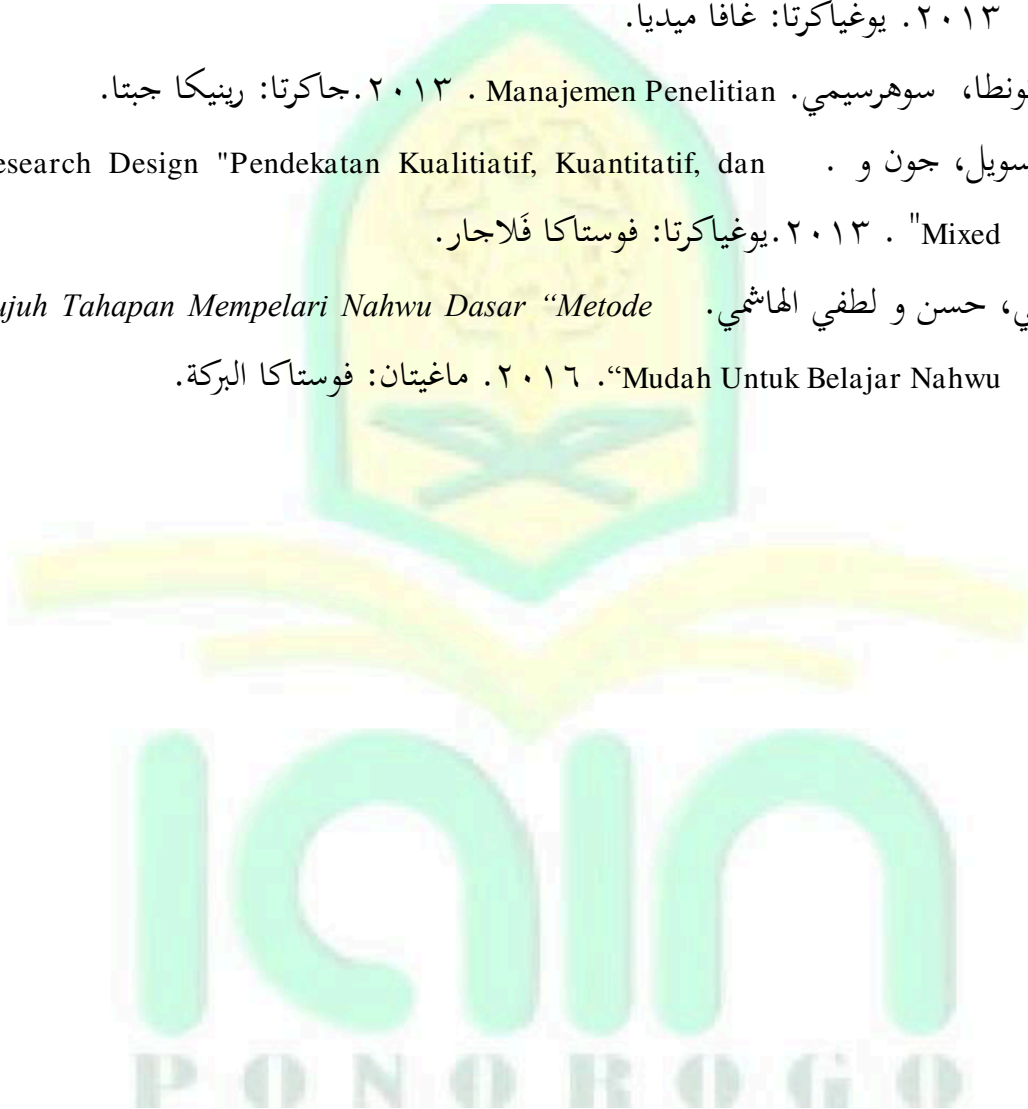 ٢٠١٣. يوغياكرتا: غافا ميديا.
سوهرسيمي. Manajemen Penelitian . ٢٠١٣.جاكرتا: رينيكا جبتا.
جون و . Design "Pendekatan Kualitiatif, Kuantitatif, dan
Mixed" . ٢٠١٣.يوغياكرتا: فوستاكا فَلاجار.
حسن و لطفي الهاشمي. Tahapan Mempelari Nahwu Dasar “Metode
Mudah Untuk Belajar Nahwu“. ٢٠١٦. ماغيتان: فوستاكا البركة.
iain
PONOROGO